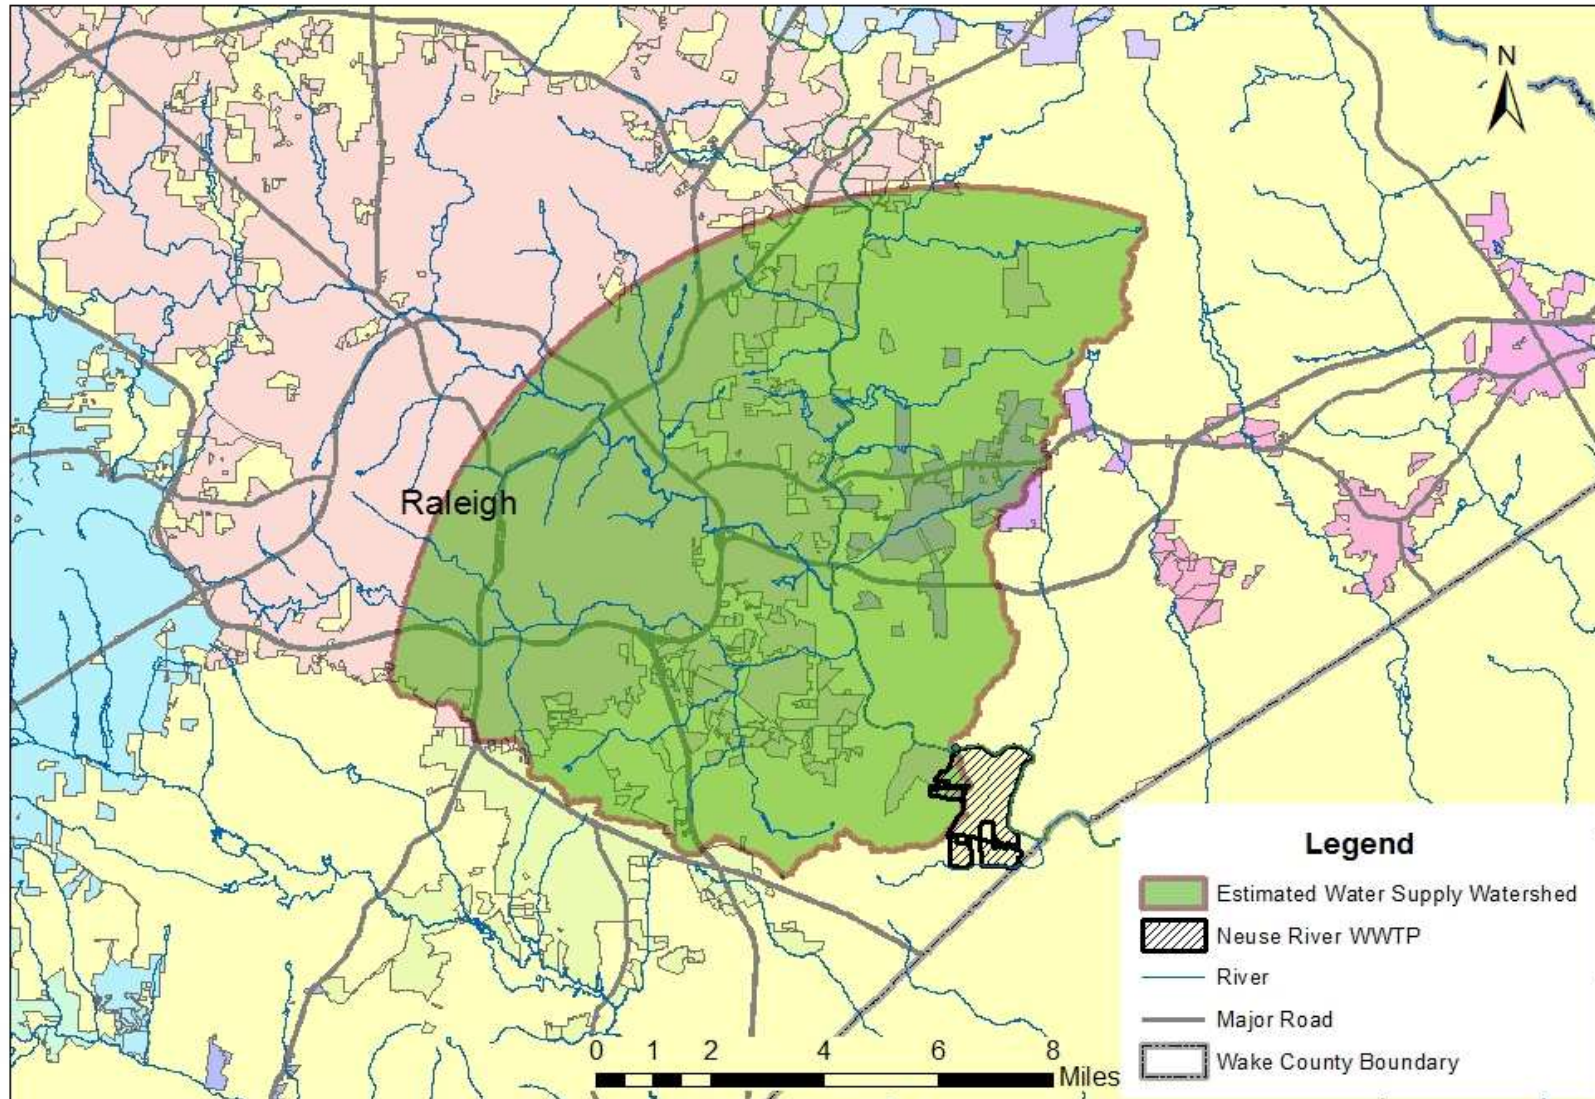 N
Raleigh
Legend
Estimated Water Supply Watershed
Neuse River WWTP
River
Major Road
Wake County Boundary
0 1 2 4 6 8
Miles